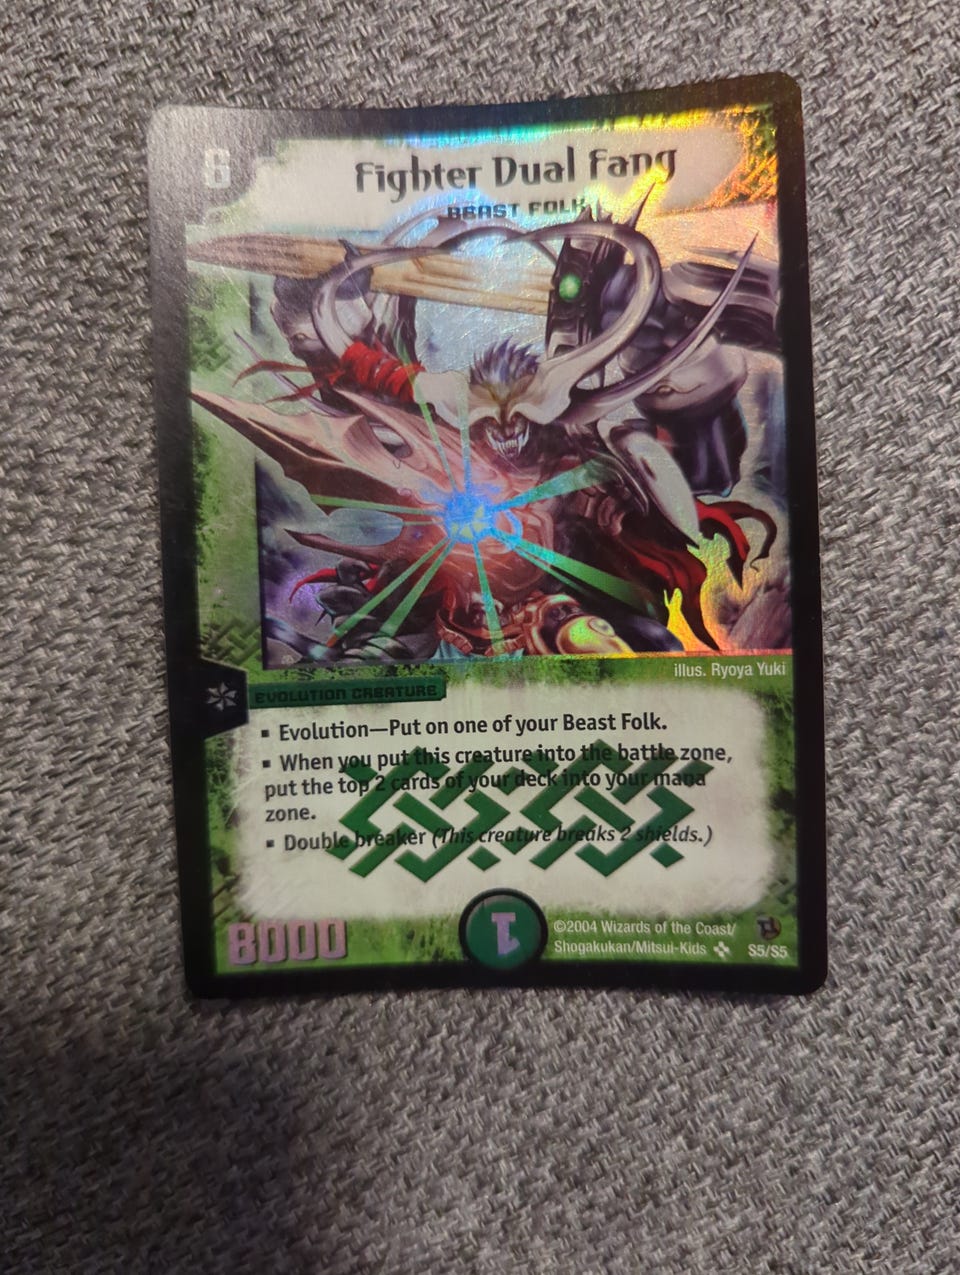 6
Fighter Dual Fang
BEAST FOLK
illus. Ryoya Yuki
EVOLUTION CREATURE
▪ Evolution—Put on one of your Beast Folk.
▪ When you put this creature into the battle zone,
put the top 2 cards of your deck into your mana
zone.
▪ Double breaker (This creature breaks 2 shields.)
8000
1
©2004 Wizards of the Coast/
Shogakukan/Mitsui-Kids
S5/S5